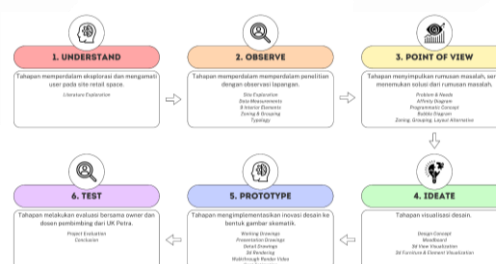 1. UNDERSTAND
Tahapan memperdalam eksplorasi dan mengamati
user pada site retail space.
Literature Exploration
2. OBSERVE
Tahapan memperdalam memperdalam penelitian
dengan observasi lapangan.
Site Exploration
Data Measurements
& Interior Elements
Zoning & Grouping
Typology
3. POINT OF VIEW
Tahapan menyimpulkan rumusan masalah, ser
menemukan solusi dari rumusan masalah.
Problem & Needs
Affinity Diagram
Programmatic Concept
Bubble Diagram
Zoning, Grouping, Layout Alternative
6. TEST
Tahapan melakukan evaluasi bersama owner dan
dosen pembimbing dari UK Petra.
Project Evaluation
Conclusion
5. PROTOTYPE
Tahapan mengimplementasikan inovasi desain ke
bentuk gambar skematik.
Working Drawings
Presentation Drawings
Detail Drawings
3d Rendering
Walkthrough Render Video
4. IDEATE
Tahapan visualisasi desain.
Design Concept
Moodboard
3d View Visualization
3d Furniture & Element Visualization